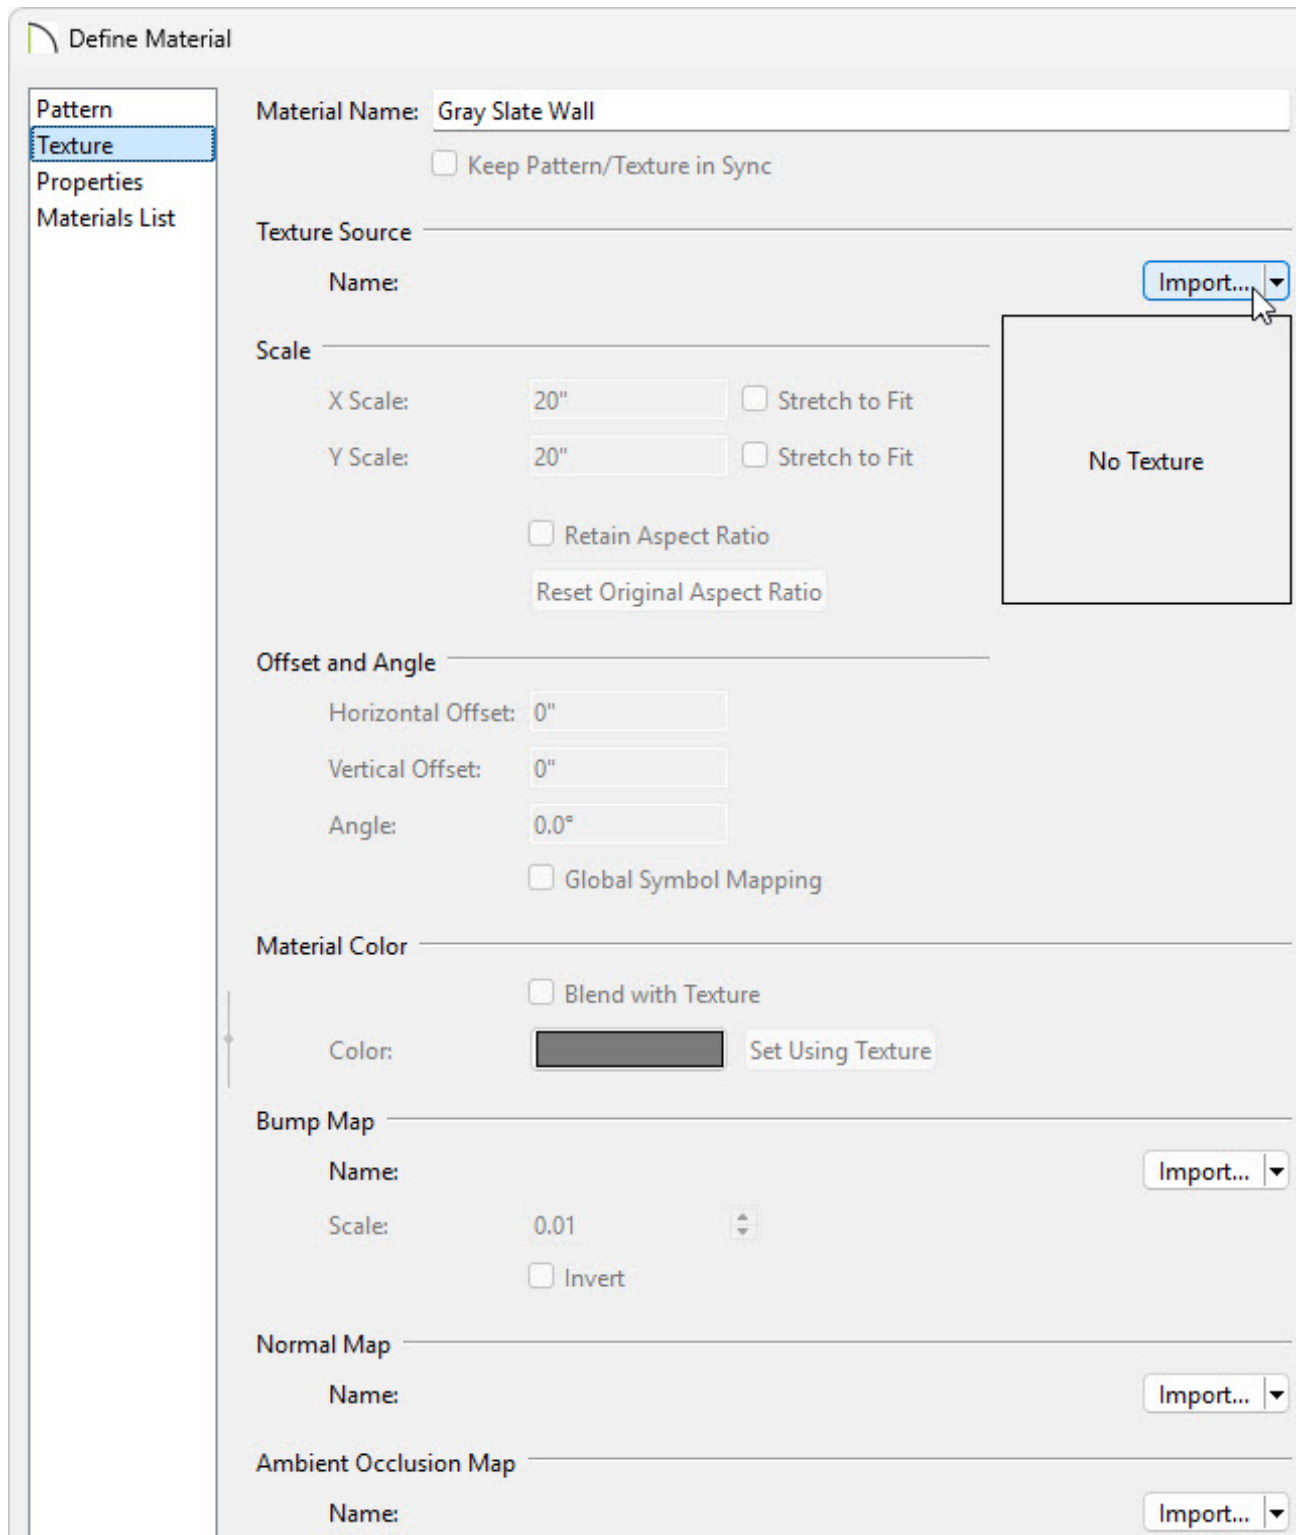 Define Material
Pattern
Texture
Properties
Materials List
Material Name: Gray Slate Wall
Keep Pattern/Texture in Sync
Texture Source
Name: Import...
Scale
X Scale: 20" Stretch to Fit
Y Scale: 20" Stretch to Fit
No Texture
Retain Aspect Ratio
Reset Original Aspect Ratio
Offset and Angle
Horizontal Offset: 0"
Vertical Offset: 0"
Angle: 0.0°
Global Symbol Mapping
Material Color
Blend with Texture
Color: Set Using Texture
Bump Map
Name: Import...
Scale: 0.01
Invert
Normal Map
Name: Import...
Ambient Occlusion Map
Name: Import...